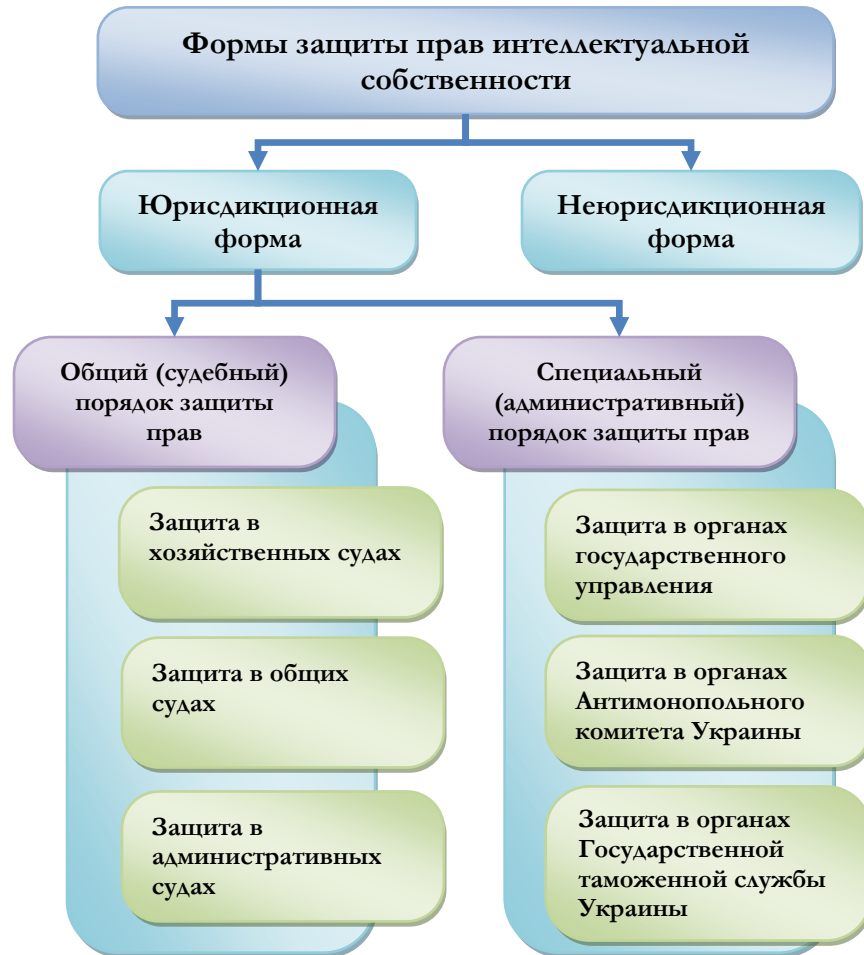 Формы защиты прав интеллектуальной
собственности
Юрисдикционная
форма
Неюрисдикционная
форма
Общий (судебный)
порядок защиты
прав
Защита в
хозяйственных судах
Защита в общих
судах
Защита в
административных
судах
Специальный
(административный)
порядок защиты прав
Защита в органах
государственного
управления
Защита в органах
Антимонопольного
комитета Украины
Защита в органах
Государственной
таможенной службы
Украины